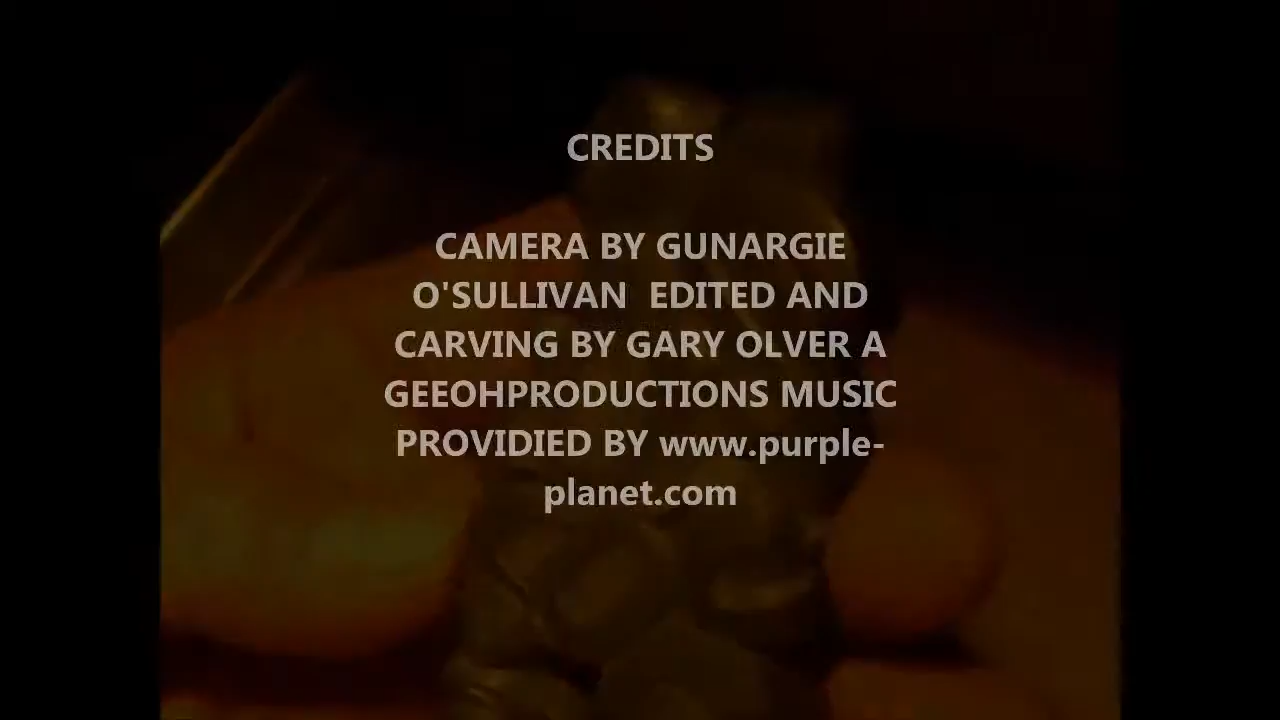 CREDITS
CAMERA BY GUNARGIE
O'SULLIVAN  EDITED AND
CARVING BY GARY OLVER A
GEEOHPRODUCTIONS MUSIC
PROVIDIED BY www.purple-
planet.com